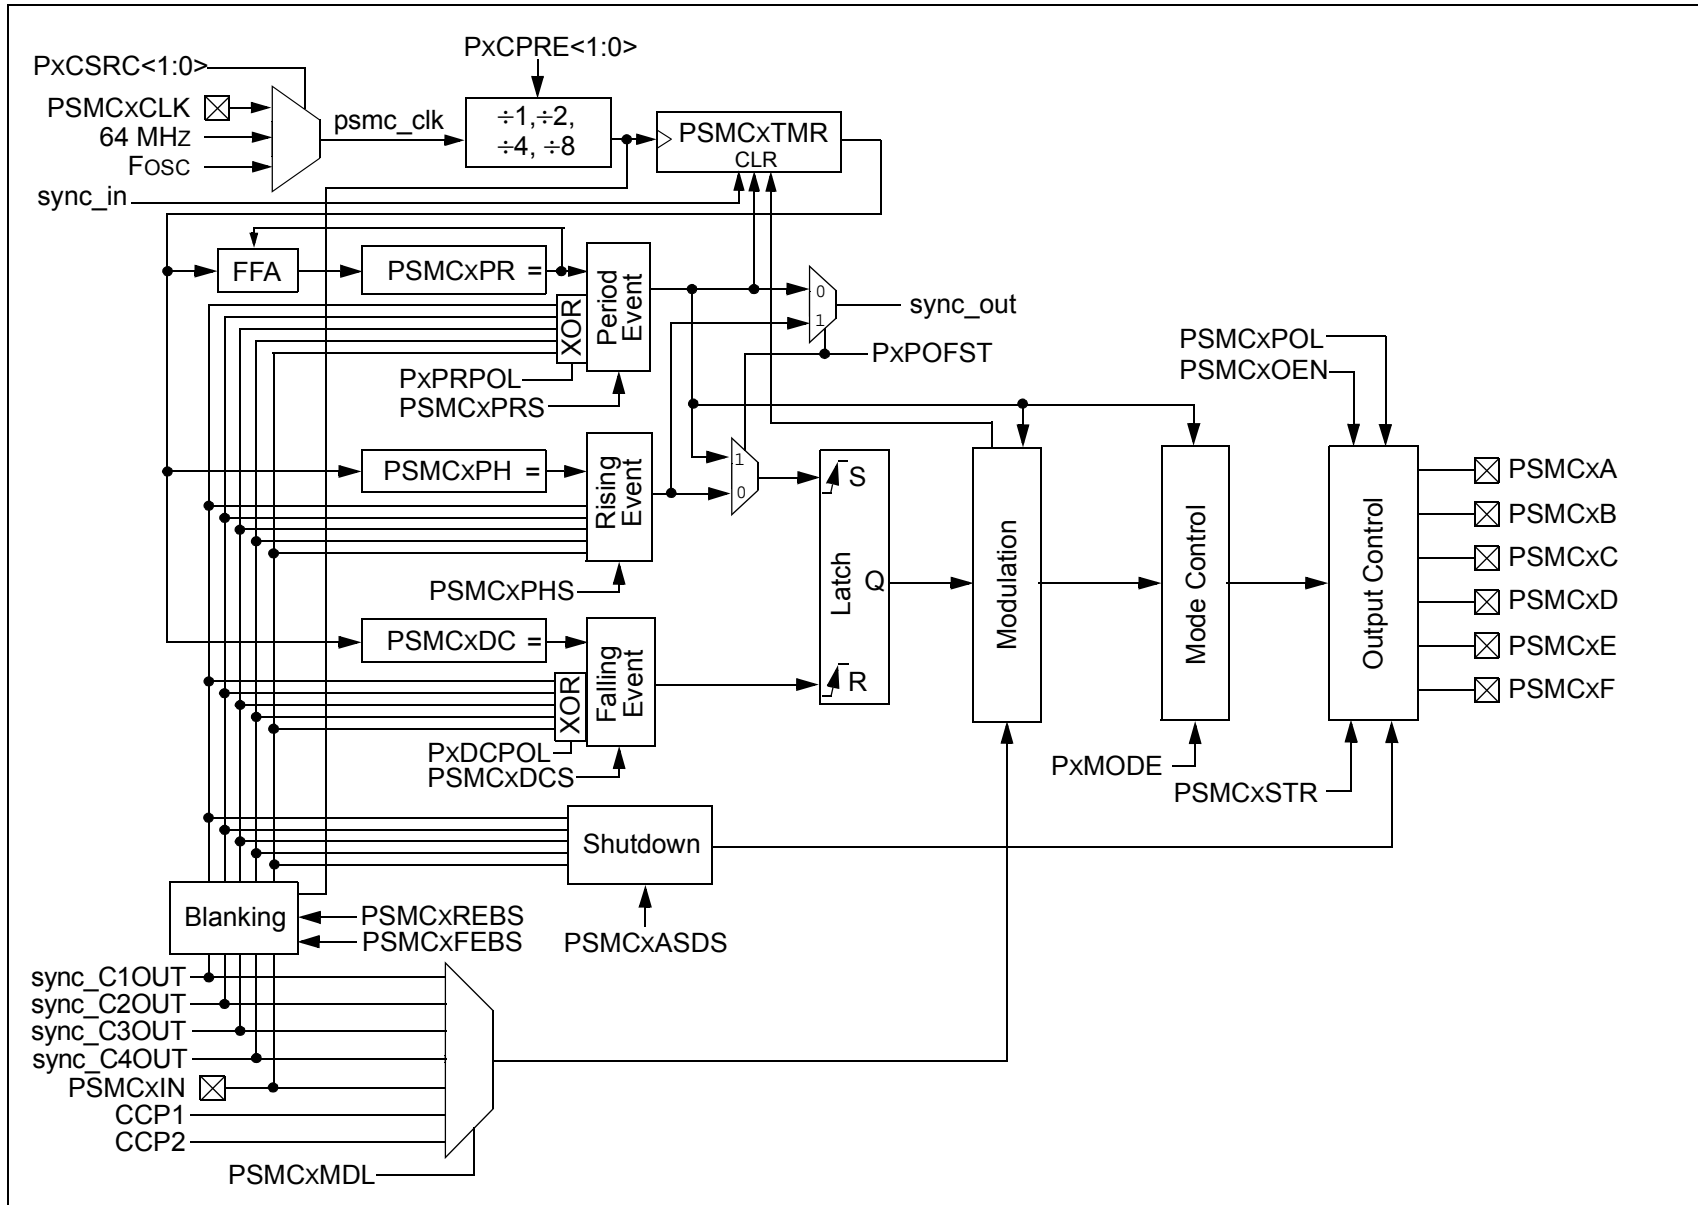 PxCPRE<1:0>
PxCSRC<1:0>
PSMCxCLK
64 MHz
FOSC
sync_in
psmc_clk
÷1,÷2,
÷4, ÷8
PSMCxTMR
CLR
FFA
PSMCxPR =
Period
Event
XOR
PxPRPOL
PSMCxPRS
0
1
sync_out
PxPOFST
PSMCxPH =
Rising
Event
PSMCxPHS
1
0
PSMCxDC =
Falling
Event
XOR
PxDCPOL
PSMCxDCS
S
Latch
Q
R
Modulation
Mode Control
PxMODE
PSMCxPOL
PSMCxOEN
Output Control
PSMCxSTR
PSMCxA
PSMCxB
PSMCxC
PSMCxD
PSMCxE
PSMCxF
Shutdown
PSMCxASDS
Blanking
PSMCxREBS
PSMCxFEBS
sync_C1OUT
sync_C2OUT
sync_C3OUT
sync_C4OUT
PSMCxIN
CCP1
CCP2
PSMCxMDL